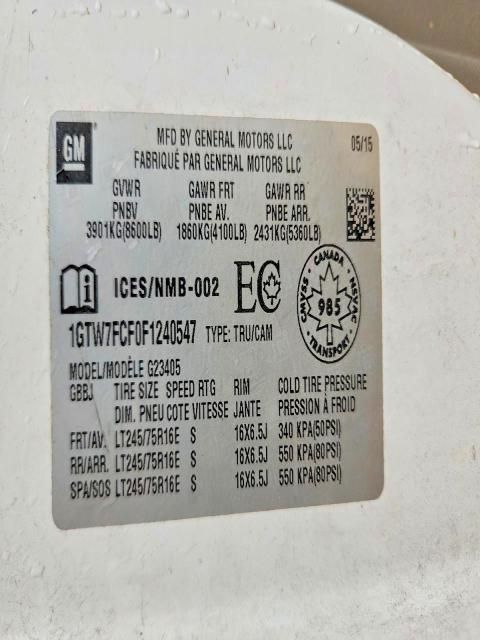 GM
MFD BY GENERAL MOTORS LLC 05/15
FABRIQUÉ PAR GENERAL MOTORS LLC
GVWR GAWR FRT GAWR RR
PNBV PNBE AV. PNBE ARR.
3901KG(8600LB) 1860KG(4100LB) 2431KG(5360LB)
ICES/NMB-002 EC
CANADA
CMVSS 985 NSVAC
TRANSPORT
1GTW7FCF0F1240547 TYPE: TRU/CAM
MODEL/MODÈLE G23405
GBBJ TIRE SIZE SPEED RTG RIM COLD TIRE PRESSURE
DIM. PNEU COTE VITESSE JANTE PRESSION À FROID
FRT/AV. LT245/75R16E S 16X6.5J 340 KPA(50PSI)
RR/ARR. LT245/75R16E S 16X6.5J 550 KPA(80PSI)
SPA/SOS LT245/75R16E S 16X6.5J 550 KPA(80PSI)